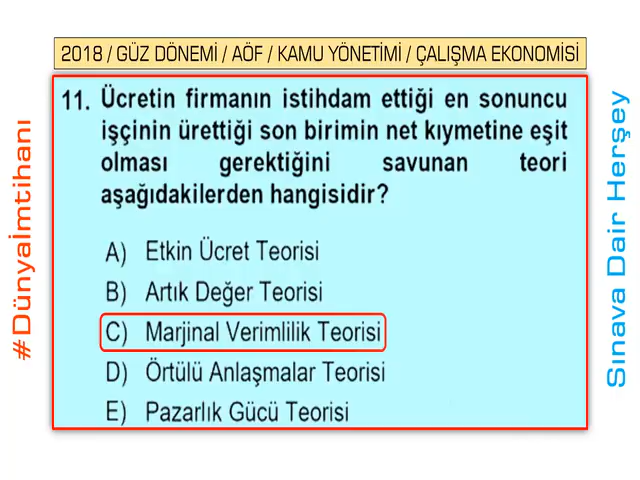 2018 / GÜZ DÖNEMİ / AÖF / KAMU YÖNETİMİ / ÇALIŞMA EKONOMİSİ
#Dünyaİmtihanı
11. Ücretin firmanın istihdam ettiği en sonuncu
işçinin ürettiği son birimin net kıymetine eşit
olması gerektiğini savunan teori
aşağıdakilerden hangisidir?
A) Etkin Ücret Teorisi
B) Artık Değer Teorisi
C) Marjinal Verimlilik Teorisi
D) Örtülü Anlaşmalar Teorisi
E) Pazarlık Gücü Teorisi
Sınava Dair Herşey